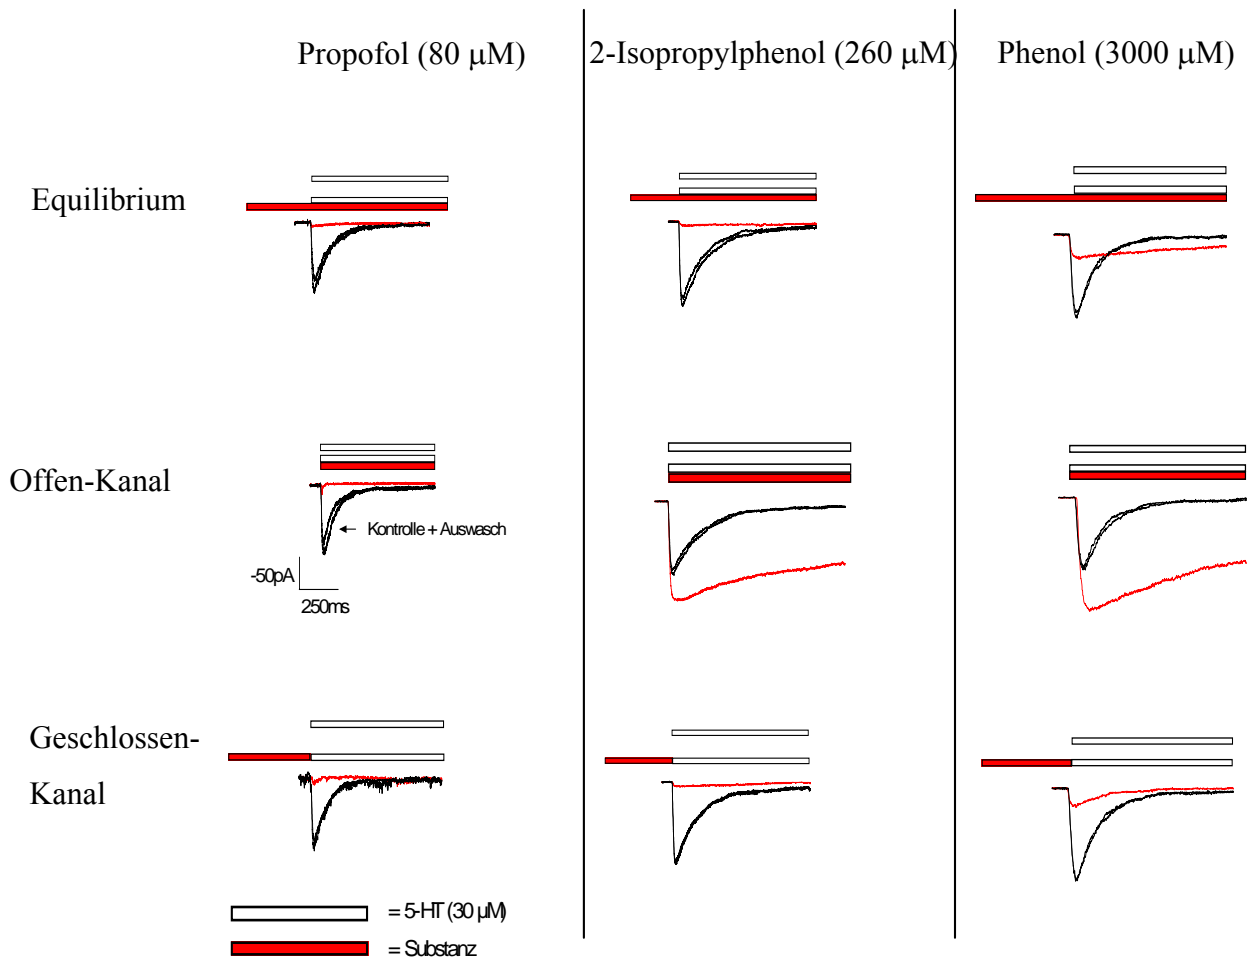 Propofol (80 µM)
2-Isopropylphenol (260 µM)
Phenol (3000 µM)
Equilibrium
Offen-Kanal
Kontrolle + Auswasch
-50pA
250ms
Geschlossen-
Kanal
= 5-HT (30 µM)
= Substanz